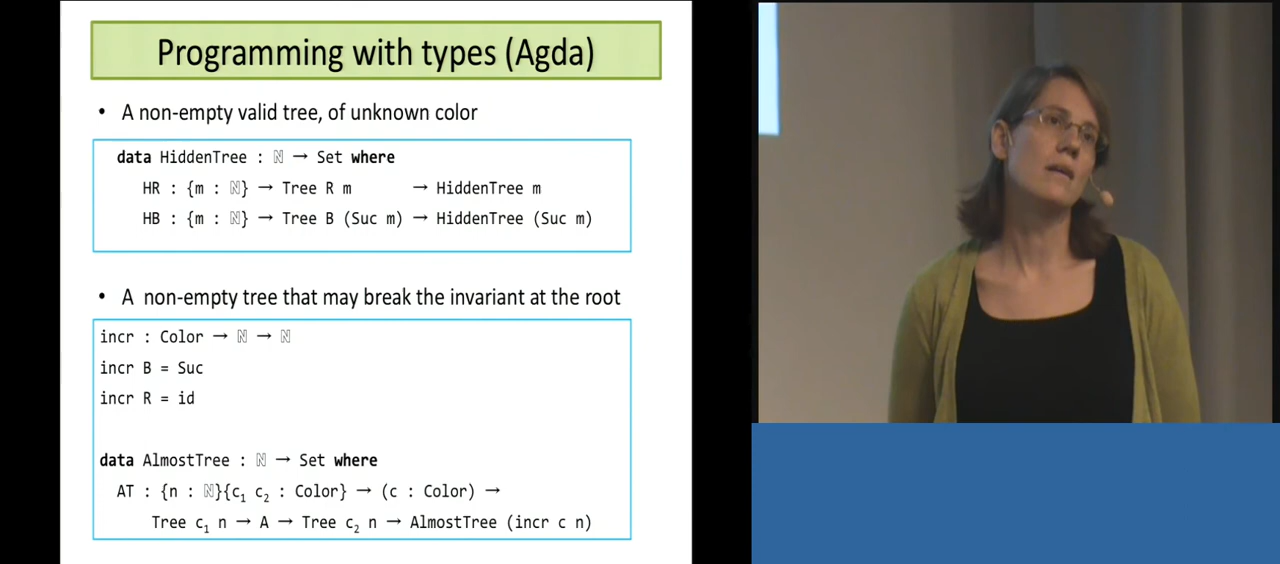 Programming with types (Agda)
• A non-empty valid tree, of unknown color
data HiddenTree : ℕ → Set where
HR : {m : ℕ} → Tree R m → HiddenTree m
HB : {m : ℕ} → Tree B (Suc m) → HiddenTree (Suc m)
• A non-empty tree that may break the invariant at the root
incr : Color → ℕ → ℕ
incr B = Suc
incr R = id
data AlmostTree : ℕ → Set where
AT : {n : ℕ}{c₁ c₂ : Color} → (c : Color) →
Tree c₁ n → A → Tree c₂ n → AlmostTree (incr c n)